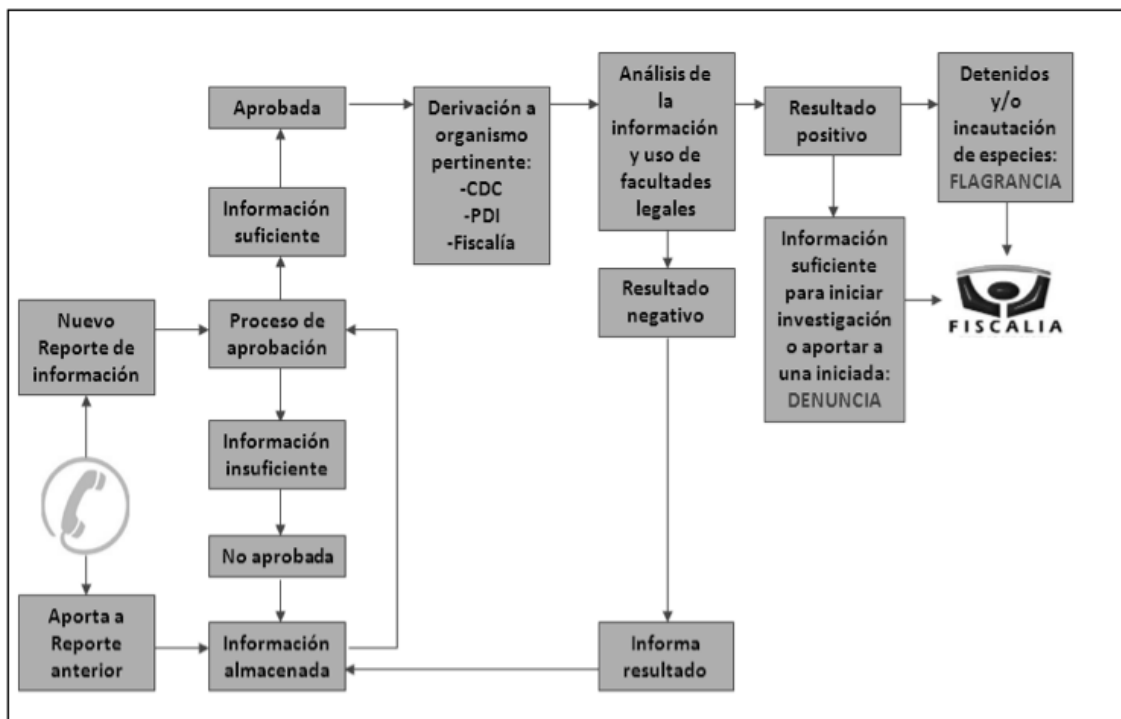 Aprobada
Derivación a
organismo
pertinente:
-CDC
-PDI
-Fiscalía
Análisis de
la
información
y uso de
facultades
legales
Resultado
positivo
Detenidos
y/o
incautación
de especies:
FLAGRANCIA
Información
suficiente
Información
suficiente
para iniciar
investigación
o aportar a
una iniciada:
DENUNCIA
FISCALIA
Resultado
negativo
Nuevo
Reporte de
información
Proceso de
aprobación
Información
insuficiente
No aprobada
Aporta a
Reporte
anterior
Información
almacenada
Informa
resultado